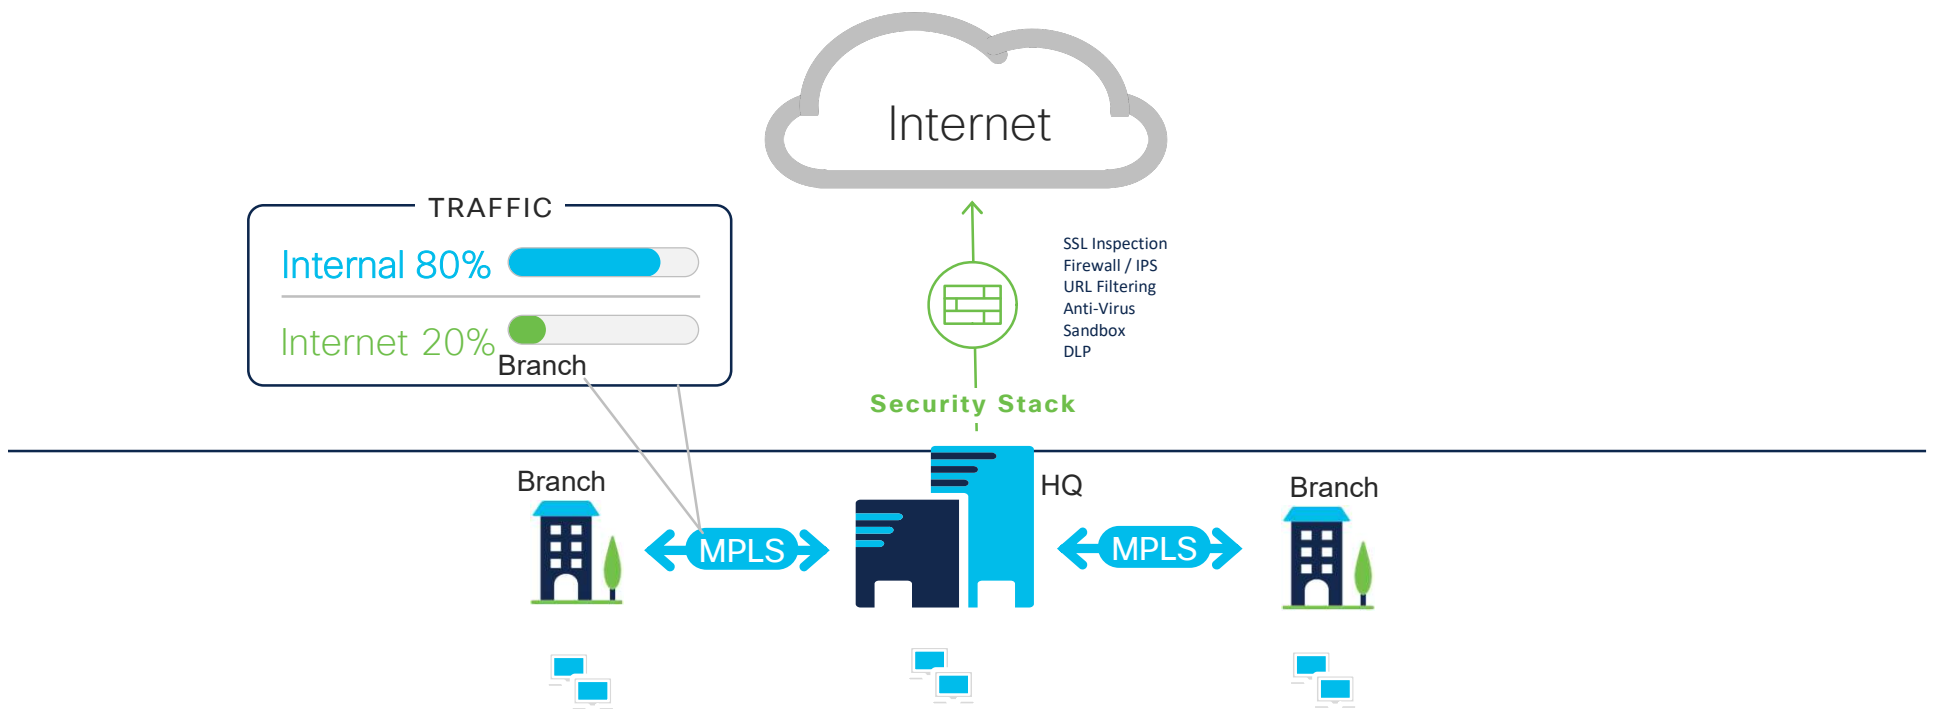 Internet
TRAFFIC
Internal 80%
Internet 20%
Branch
SSL Inspection
Firewall / IPS
URL Filtering
Anti-Virus
Sandbox
DLP
Security Stack
Branch
HQ
Branch
MPLS
MPLS